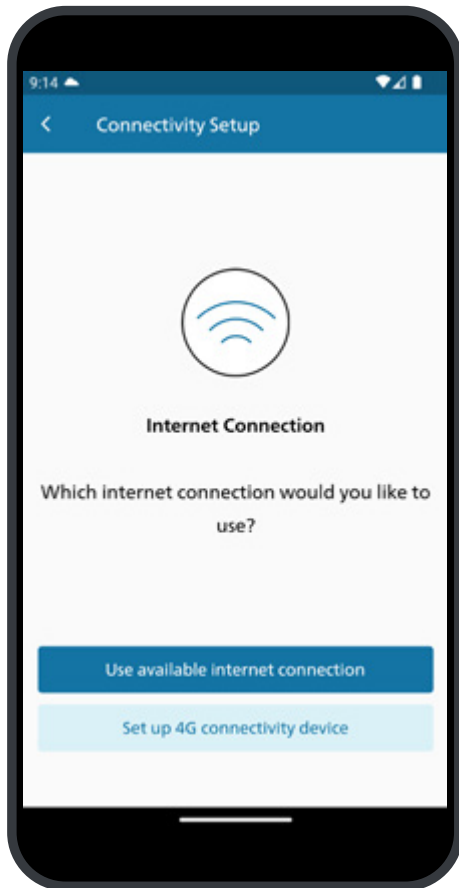 9:14
Connectivity Setup
Internet Connection
Which internet connection would you like to
use?
Use available internet connection
Set up 4G connectivity device